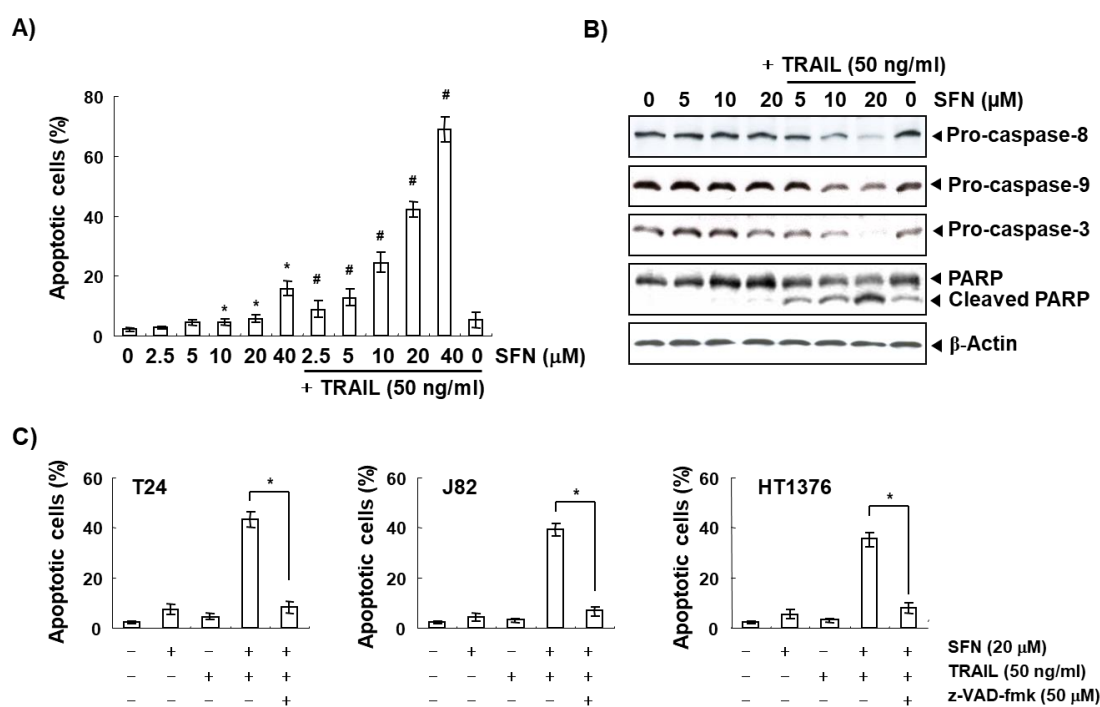 A)
Apoptotic cells (%)
80
60
40
20
0
0 2.5 5 10 20 40 2.5 5 10 20 40 0 SFN (μM)
+ TRAIL (50 ng/ml)
* * * # # # # #
B)
+ TRAIL (50 ng/ml)
0 5 10 20 5 10 20 0 SFN (μM)
Pro-caspase-8
Pro-caspase-9
Pro-caspase-3
PARP
Cleaved PARP
β-Actin
C)
Apoptotic cells (%)
60
40
20
0
T24
*
Apoptotic cells (%)
60
40
20
0
J82
*
Apoptotic cells (%)
60
40
20
0
HT1376
*
– + – + + – + – + + – + – + + SFN (20 μM)
– – + + + – – + + + – – + + + TRAIL (50 ng/ml)
– – – – + – – – – + – – – – + z-VAD-fmk (50 μM)